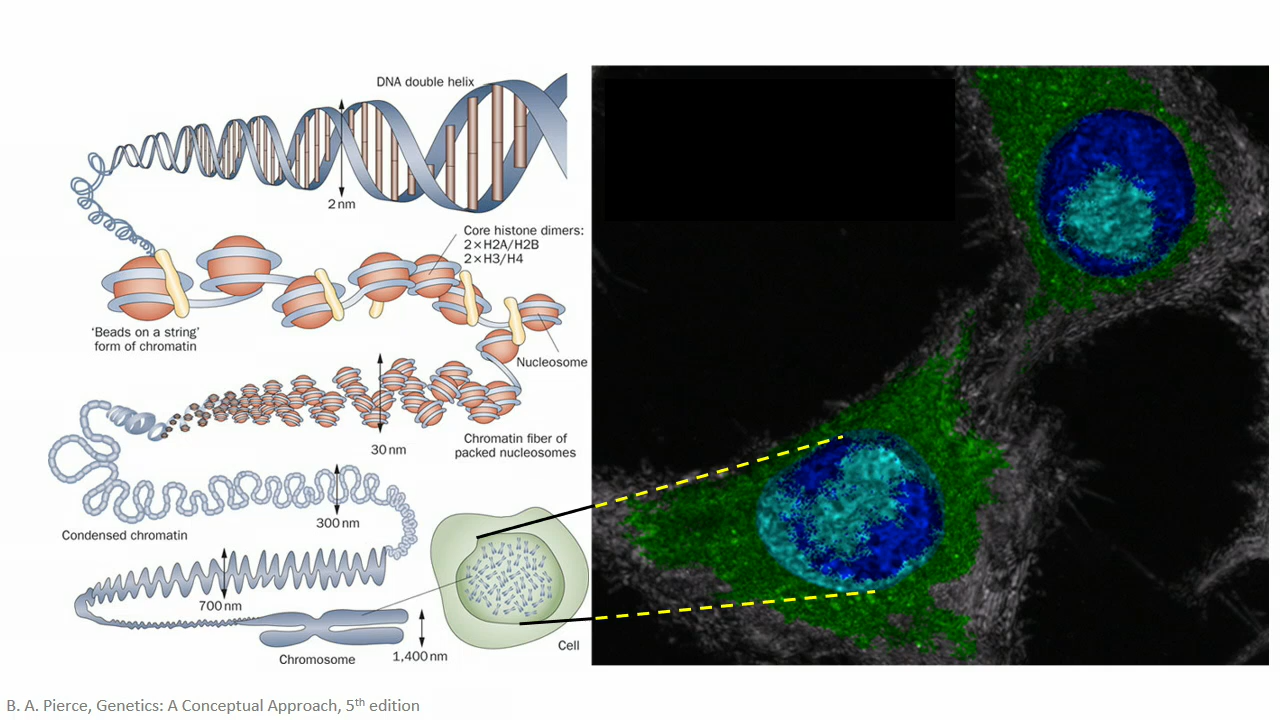 DNA double helix
2 nm
Core histone dimers:
2×H2A/H2B
2×H3/H4
‘Beads on a string’
form of chromatin
Nucleosome
30 nm
Chromatin fiber of
packed nucleosomes
300 nm
Condensed chromatin
700 nm
Cell
Chromosome
1,400 nm
B. A. Pierce, Genetics: A Conceptual Approach, 5th edition